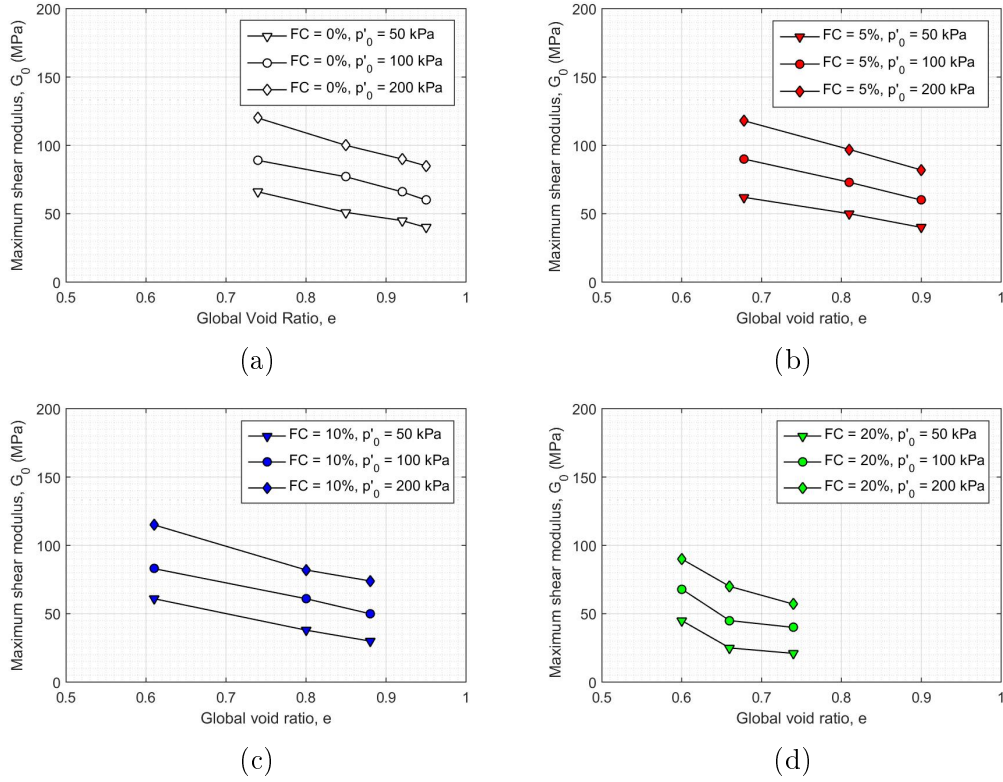 Maximum shear modulus, G0 (MPa)
200
150
100
50
0
FC = 0%, p'0 = 50 kPa
FC = 0%, p'0 = 100 kPa
FC = 0%, p'0 = 200 kPa
0.5 0.6 0.7 0.8 0.9 1
Global Void Ratio, e
(a)
Maximum shear modulus, G0 (MPa)
200
150
100
50
0
FC = 5%, p'0 = 50 kPa
FC = 5%, p'0 = 100 kPa
FC = 5%, p'0 = 200 kPa
0.5 0.6 0.7 0.8 0.9 1
Global void ratio, e
(b)
Maximum shear modulus, G0 (MPa)
200
150
100
50
0
FC = 10%, p'0 = 50 kPa
FC = 10%, p'0 = 100 kPa
FC = 10%, p'0 = 200 kPa
0.5 0.6 0.7 0.8 0.9 1
Global void ratio, e
(c)
Maximum shear modulus, G0 (MPa)
200
150
100
50
0
FC = 20%, p'0 = 50 kPa
FC = 20%, p'0 = 100 kPa
FC = 20%, p'0 = 200 kPa
0.5 0.6 0.7 0.8 0.9 1
Global void ratio, e
(d)